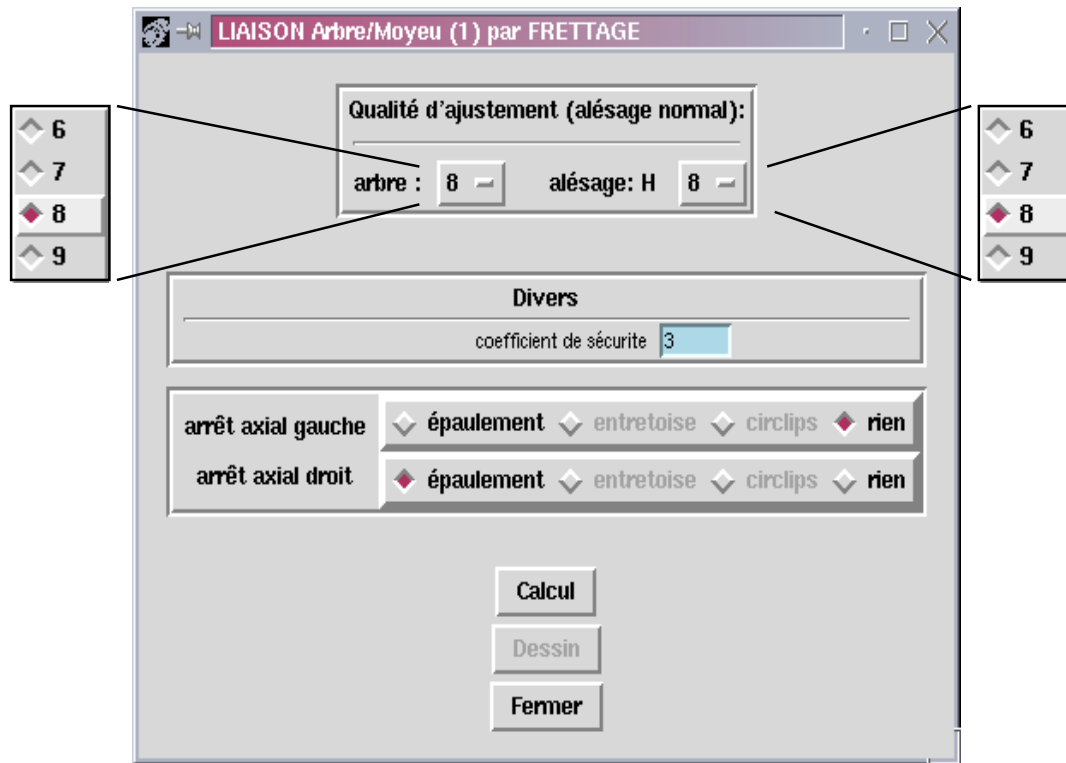 LIAISON Arbre/Moyeu (1) par FRETTAGE
Qualité d'ajustement (alésage normal):
arbre : 8 alésage: H 8
6
7
8
9
6
7
8
9
Divers
coefficient de sécurite 3
arrêt axial gauche épaulement entretoise circlips rien
arrêt axial droit épaulement entretoise circlips rien
Calcul
Dessin
Fermer